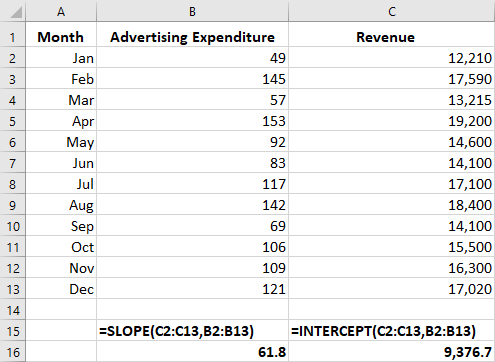 A B C
1 Month Advertising Expenditure Revenue
2 Jan 49 12,210
3 Feb 145 17,590
4 Mar 57 13,215
5 Apr 153 19,200
6 May 92 14,600
7 Jun 83 14,100
8 Jul 117 17,100
9 Aug 142 18,400
10 Sep 69 14,100
11 Oct 106 15,500
12 Nov 109 16,300
13 Dec 121 17,020
14
15 =SLOPE(C2:C13,B2:B13) =INTERCEPT(C2:C13,B2:B13)
16 61.8 9,376.7